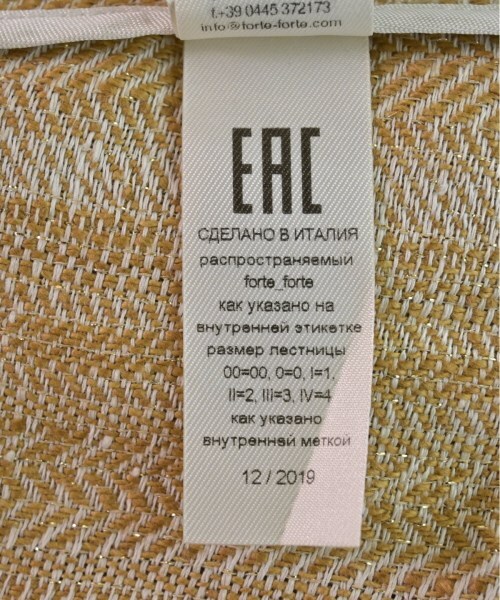 t.+39 0445 372173
info@forte-forte.com
EAC
СДЕЛАНО В ИТАЛИЯ
распространяемый
forte_forte
как указано на
внутренней этикетке
размер лестницы
00=00, 0=0, I=1,
II=2, III=3, IV=4
как указано
внутренней меткой
12 / 2019